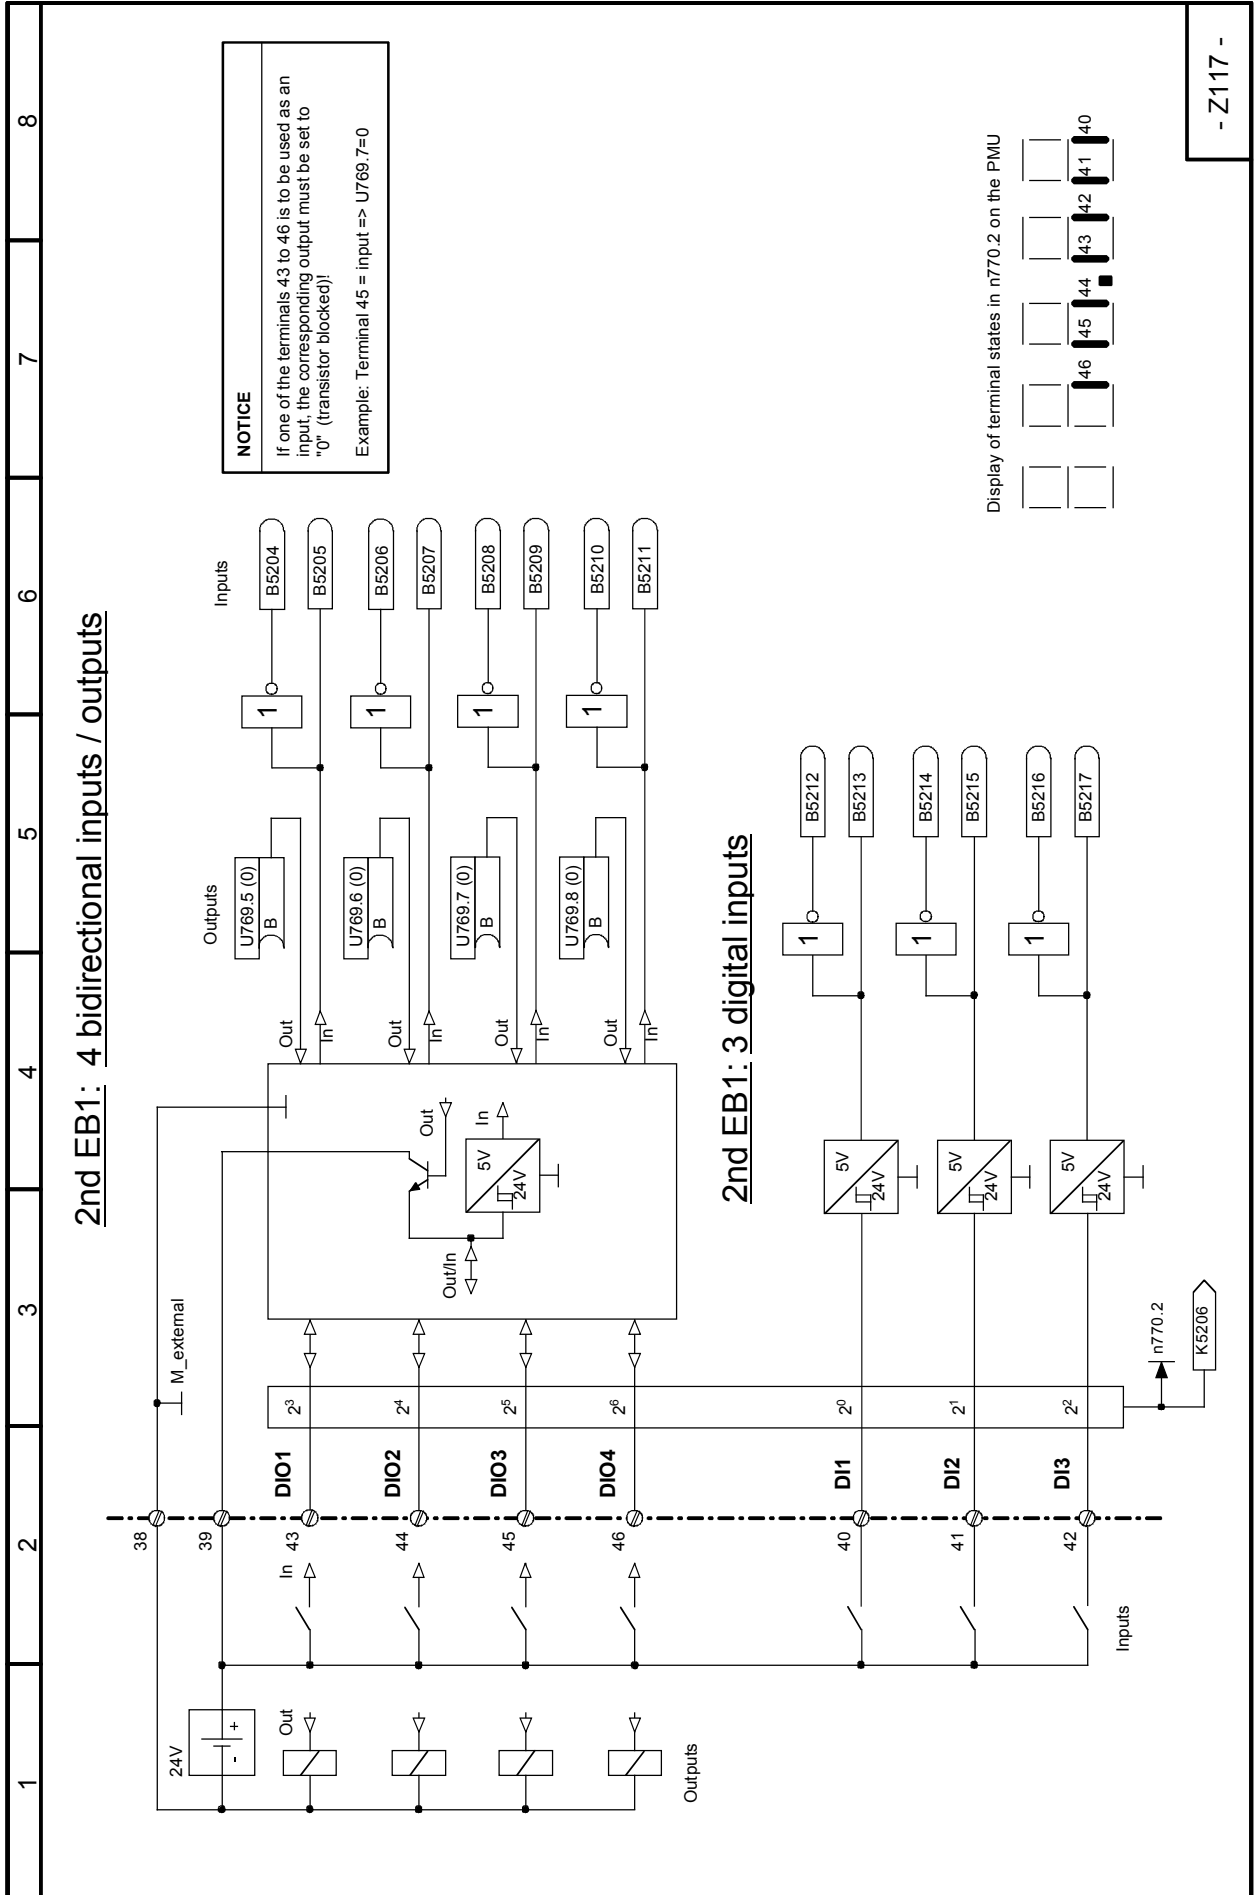 1 2 3 4 5 6 7 8
2nd EB1: 4 bidirectional inputs / outputs
NOTICE
If one of the terminals 43 to 46 is to be used as an
input, the corresponding output must be set to
"0" (transistor blocked)!
Example: Terminal 45 = input => U769.7=0
M_external
38
24V
- +
39
Outputs
Inputs
Out
In
43
DIO1
2³
Out
In
U769.5 (0)
B
1
B5204
B5205
44
DIO2
2⁴
Out
In
U769.6 (0)
B
1
B5206
B5207
45
DIO3
2⁵
Out
In
U769.7 (0)
B
1
B5208
B5209
46
DIO4
2⁶
Out
In
U769.8 (0)
B
1
B5210
B5211
Out/In
Out
5V
24V
In
Outputs
2nd EB1: 3 digital inputs
40
DI1
2⁰
5V
24V
1
B5212
B5213
41
DI2
2¹
5V
24V
1
B5214
B5215
42
DI3
2²
5V
24V
1
B5216
B5217
Inputs
n770.2
K5206
Display of terminal states in n770.2 on the PMU
46 45 44 43 42 41 40
- Z117 -